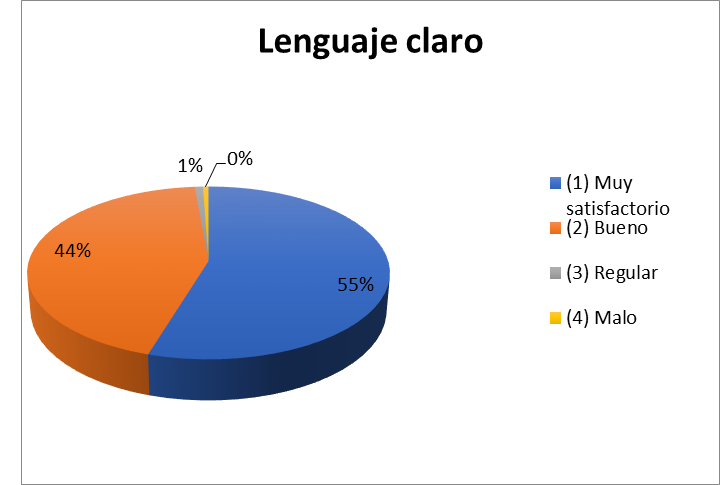 Lenguaje claro
1%
0%
44%
55%
(1) Muy
satisfactorio
(2) Bueno
(3) Regular
(4) Malo